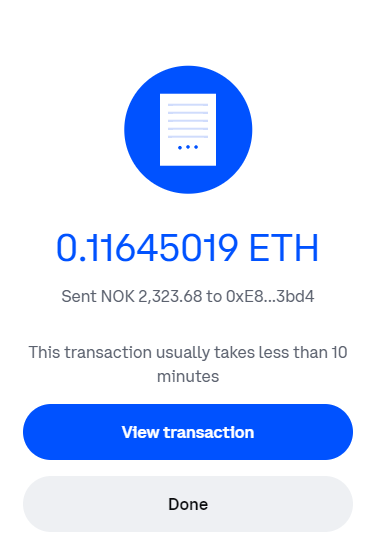 0.11645019 ETH
Sent NOK 2,323.68 to 0xE8...3bd4
This transaction usually takes less than 10
minutes
View transaction
Done